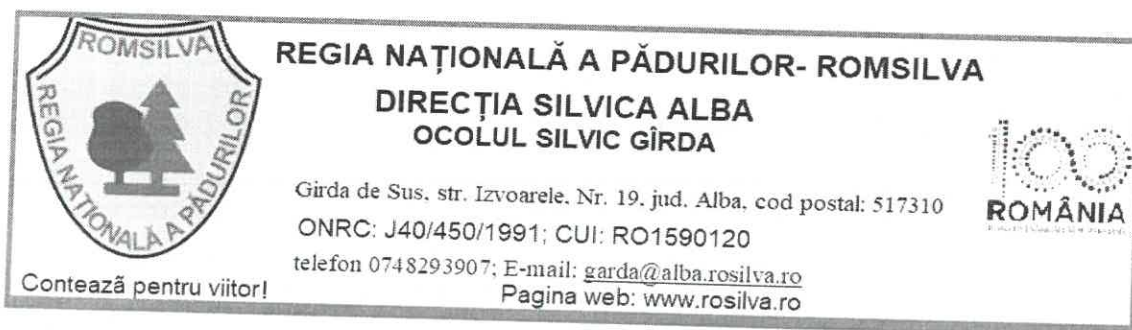 ROMSILVA
REGIA NAȚIONALĂ A PĂDURILOR
Contează pentru viitor!
REGIA NAȚIONALĂ A PĂDURILOR- ROMSILVA
DIRECȚIA SILVICA ALBA
OCOLUL SILVIC GÎRDA
Girda de Sus, str. Izvoarele, Nr. 19, jud. Alba, cod postal: 517310
ONRC: J40/450/1991; CUI: RO1590120
telefon 0748293907; E-mail: garda@alba.rosilva.ro
Pagina web: www.rosilva.ro
100
ROMÂNIA